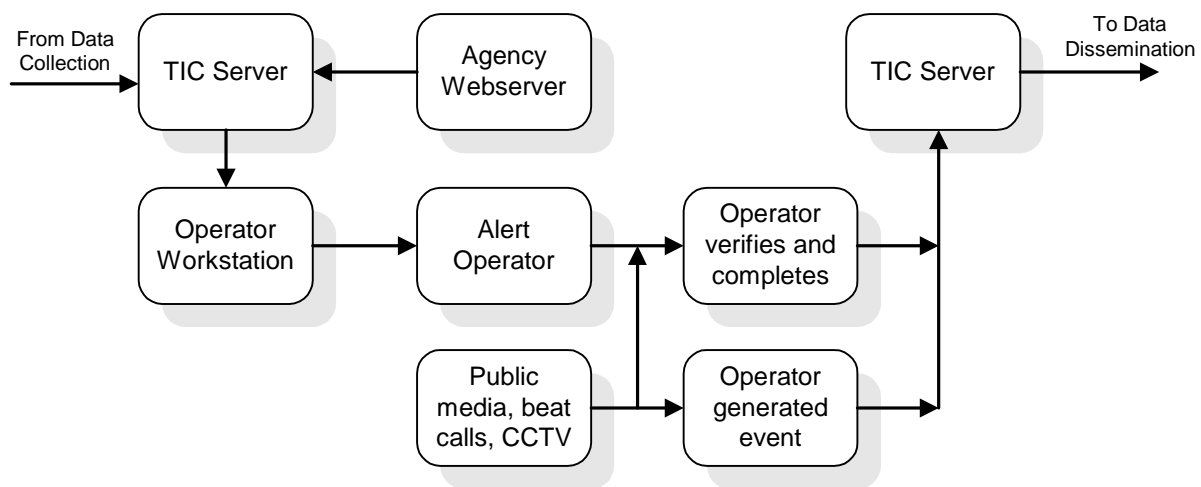 From Data
Collection
TIC Server
Agency
Webserver
TIC Server
To Data
Dissemination
Operator
Workstation
Alert
Operator
Operator
verifies and
completes
Public
media, beat
calls, CCTV
Operator
generated
event